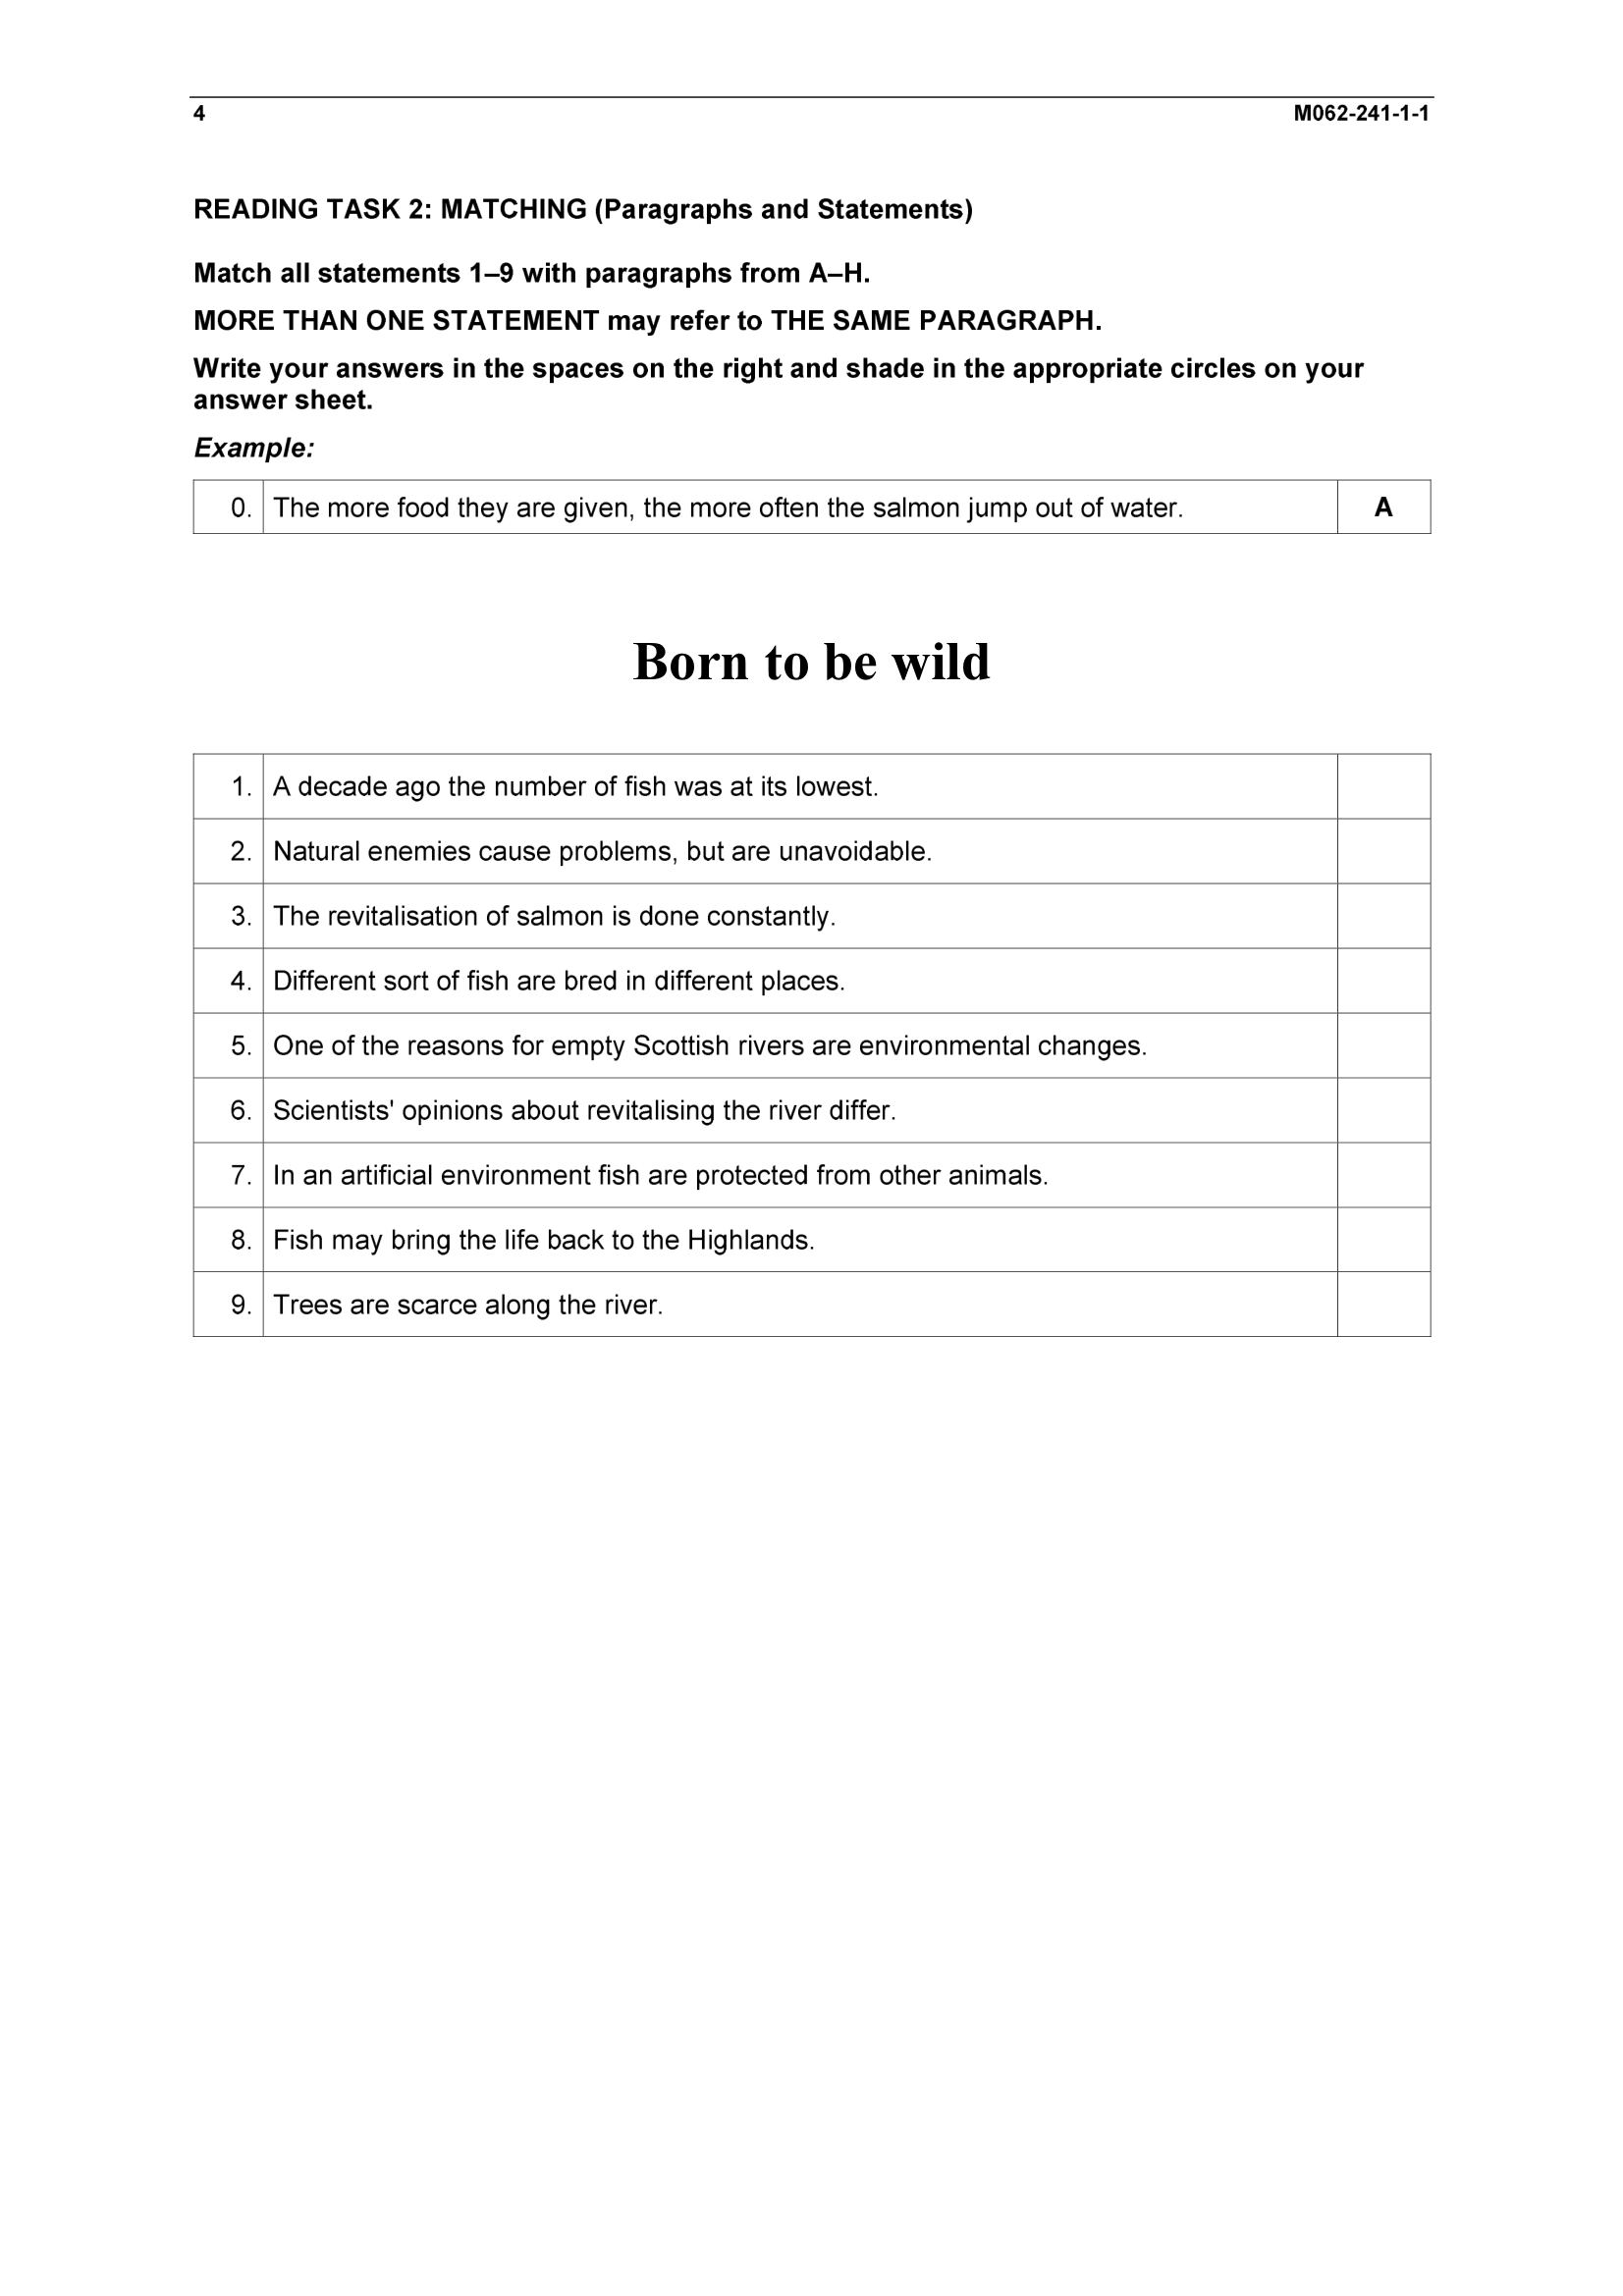 4 M062-241-1-1
READING TASK 2: MATCHING (Paragraphs and Statements)
Match all statements 1–9 with paragraphs from A–H.
MORE THAN ONE STATEMENT may refer to THE SAME PARAGRAPH.
Write your answers in the spaces on the right and shade in the appropriate circles on your
answer sheet.
Example:
0. The more food they are given, the more often the salmon jump out of water. A
Born to be wild
1. A decade ago the number of fish was at its lowest.
2. Natural enemies cause problems, but are unavoidable.
3. The revitalisation of salmon is done constantly.
4. Different sort of fish are bred in different places.
5. One of the reasons for empty Scottish rivers are environmental changes.
6. Scientists' opinions about revitalising the river differ.
7. In an artificial environment fish are protected from other animals.
8. Fish may bring the life back to the Highlands.
9. Trees are scarce along the river.